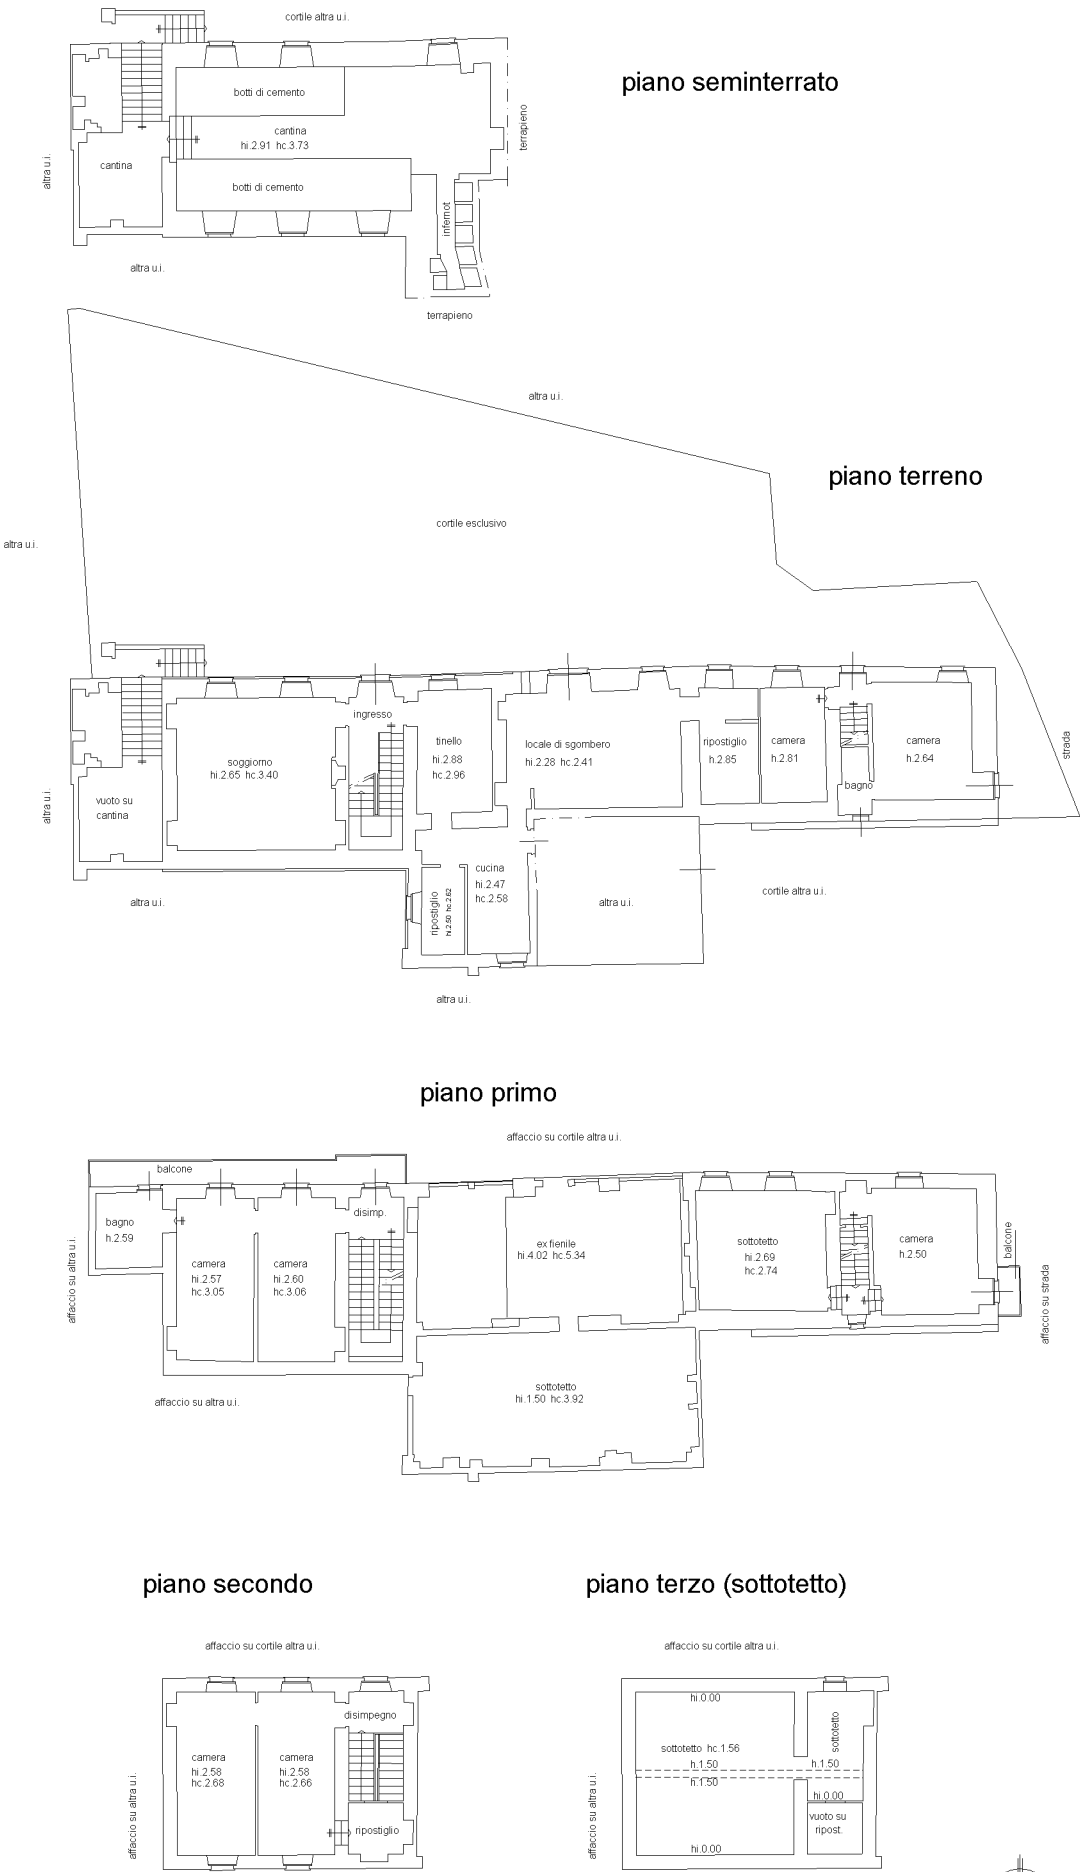 cortile altra u.i.
piano seminterrato
botti di cemento
cantina
hi.2.91 hc.3.73
terrapieno
altra u.i.
cantina
botti di cemento
infernot
altra u.i.
terrapieno
altra u.i.
piano terreno
cortile esclusivo
altra u.i.
ingresso
tinello
hi.2.88
hc.2.96
locale di sgombero
hi.2.28 hc.2.41
ripostiglio
h.2.85
camera
h.2.81
camera
h.2.64
strada
soggiorno
hi.2.65 hc.3.40
bagno
altra u.i.
vuoto su
cantina
cucina
hi.2.47
hc.2.58
ripostiglio
hi.2.50 hc.2.62
altra u.i.
altra u.i.
cortile altra u.i.
altra u.i.
piano primo
affaccio su cortile altra u.i.
balcone
bagno
h.2.59
disimp.
camera
hi.2.57
hc.3.05
camera
hi.2.60
hc.3.06
ex fienile
hi.4.02 hc.5.34
sottotetto
hi.2.69
hc.2.74
camera
h.2.50
balcone
affaccio su altra u.i.
affaccio su strada
sottotetto
hi.1.50 hc.3.92
affaccio su altra u.i.
piano secondo
piano terzo (sottotetto)
affaccio su cortile altra u.i.
affaccio su cortile altra u.i.
disimpegno
camera
hi.2.58
hc.2.68
camera
hi.2.58
hc.2.66
ripostiglio
affaccio su altra u.i.
hi.0.00
sottotetto hc.1.56
h.1.50
h.1.50
hi.0.00
sottotetto
h.1.50
hi.0.00
vuoto su
ripost.
affaccio su altra u.i.